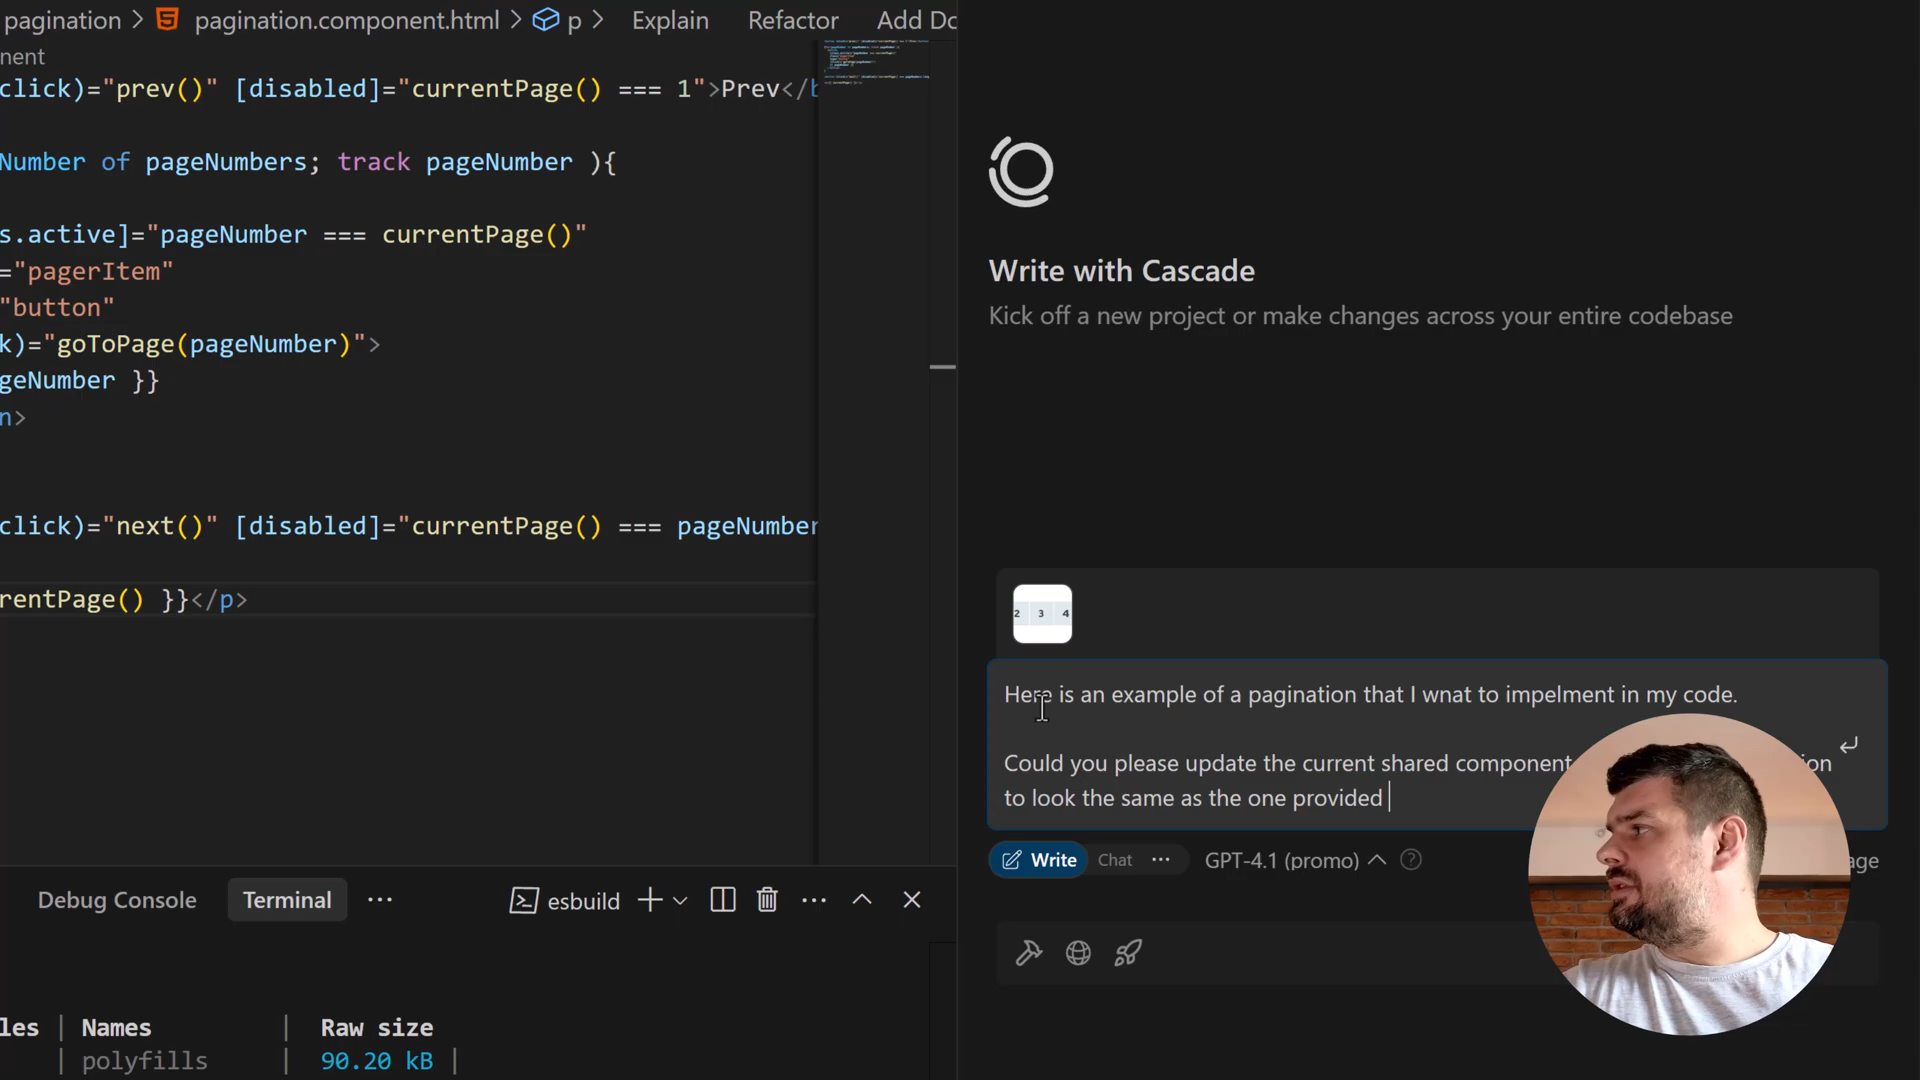 pagination > pagination.component.html > p > Explain Refactor Add Dc
nent
click)="prev()" [disabled]="currentPage() === 1">Prev</b
Number of pageNumbers; track pageNumber ){
s.active]="pageNumber === currentPage()"
="pagerItem"
"button"
k)="goToPage(pageNumber)">
geNumber }}
n>
click)="next()" [disabled]="currentPage() === pageNumber
rentPage() }}</p>
Write with Cascade
Kick off a new project or make changes across your entire codebase
2 3 4
Here is an example of a pagination that I wnat to impelment in my code.
Could you please update the current shared component ion
to look the same as the one provided
Write Chat ··· GPT-4.1 (promo) age
Debug Console Terminal ··· esbuild
les | Names | Raw size
| polyfills | 90.20 kB |